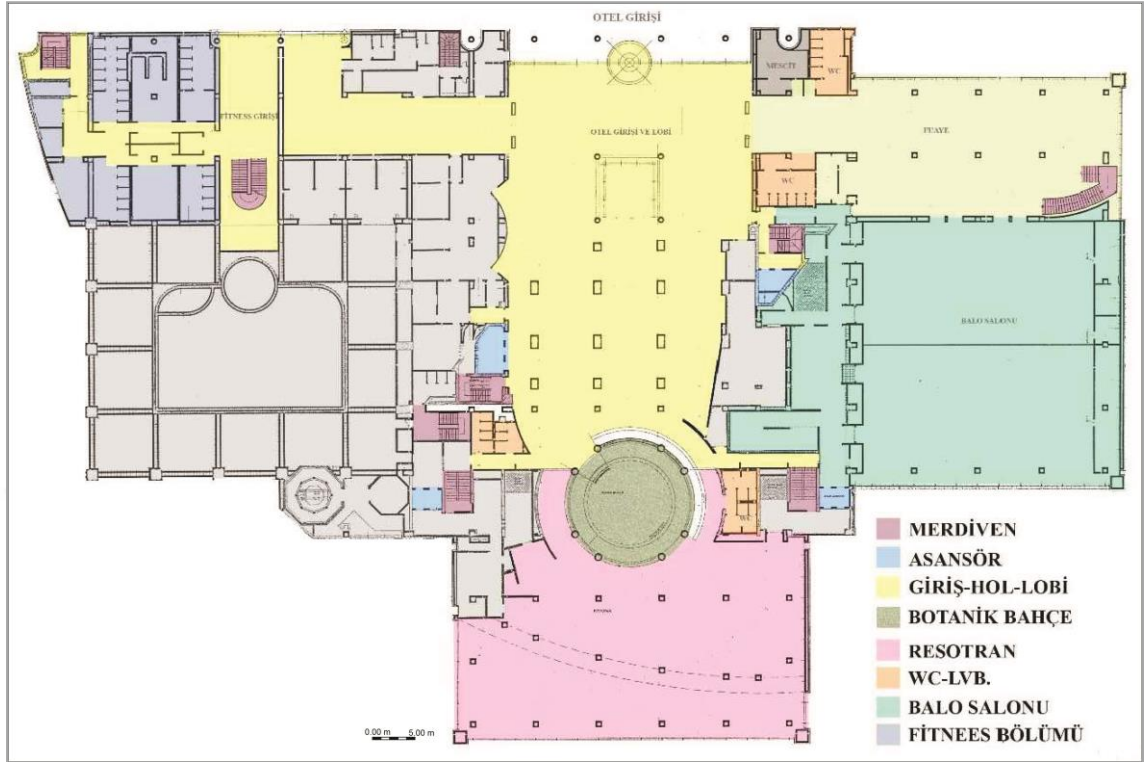 OTEL GİRİŞİ
MESCİT
WC
FİTNESS GİRİŞİ
OTEL GİRİŞİ VE LOBİ
FUAYE
WC
BALO SALONU
WC
MERDİVEN
ASANSÖR
GİRİŞ-HOL-LOBİ
BOTANİK BAHÇE
RESOTRAN
WC-LVB.
BALO SALONU
FİTNEES BÖLÜMÜ
0.00 m 5.00 m